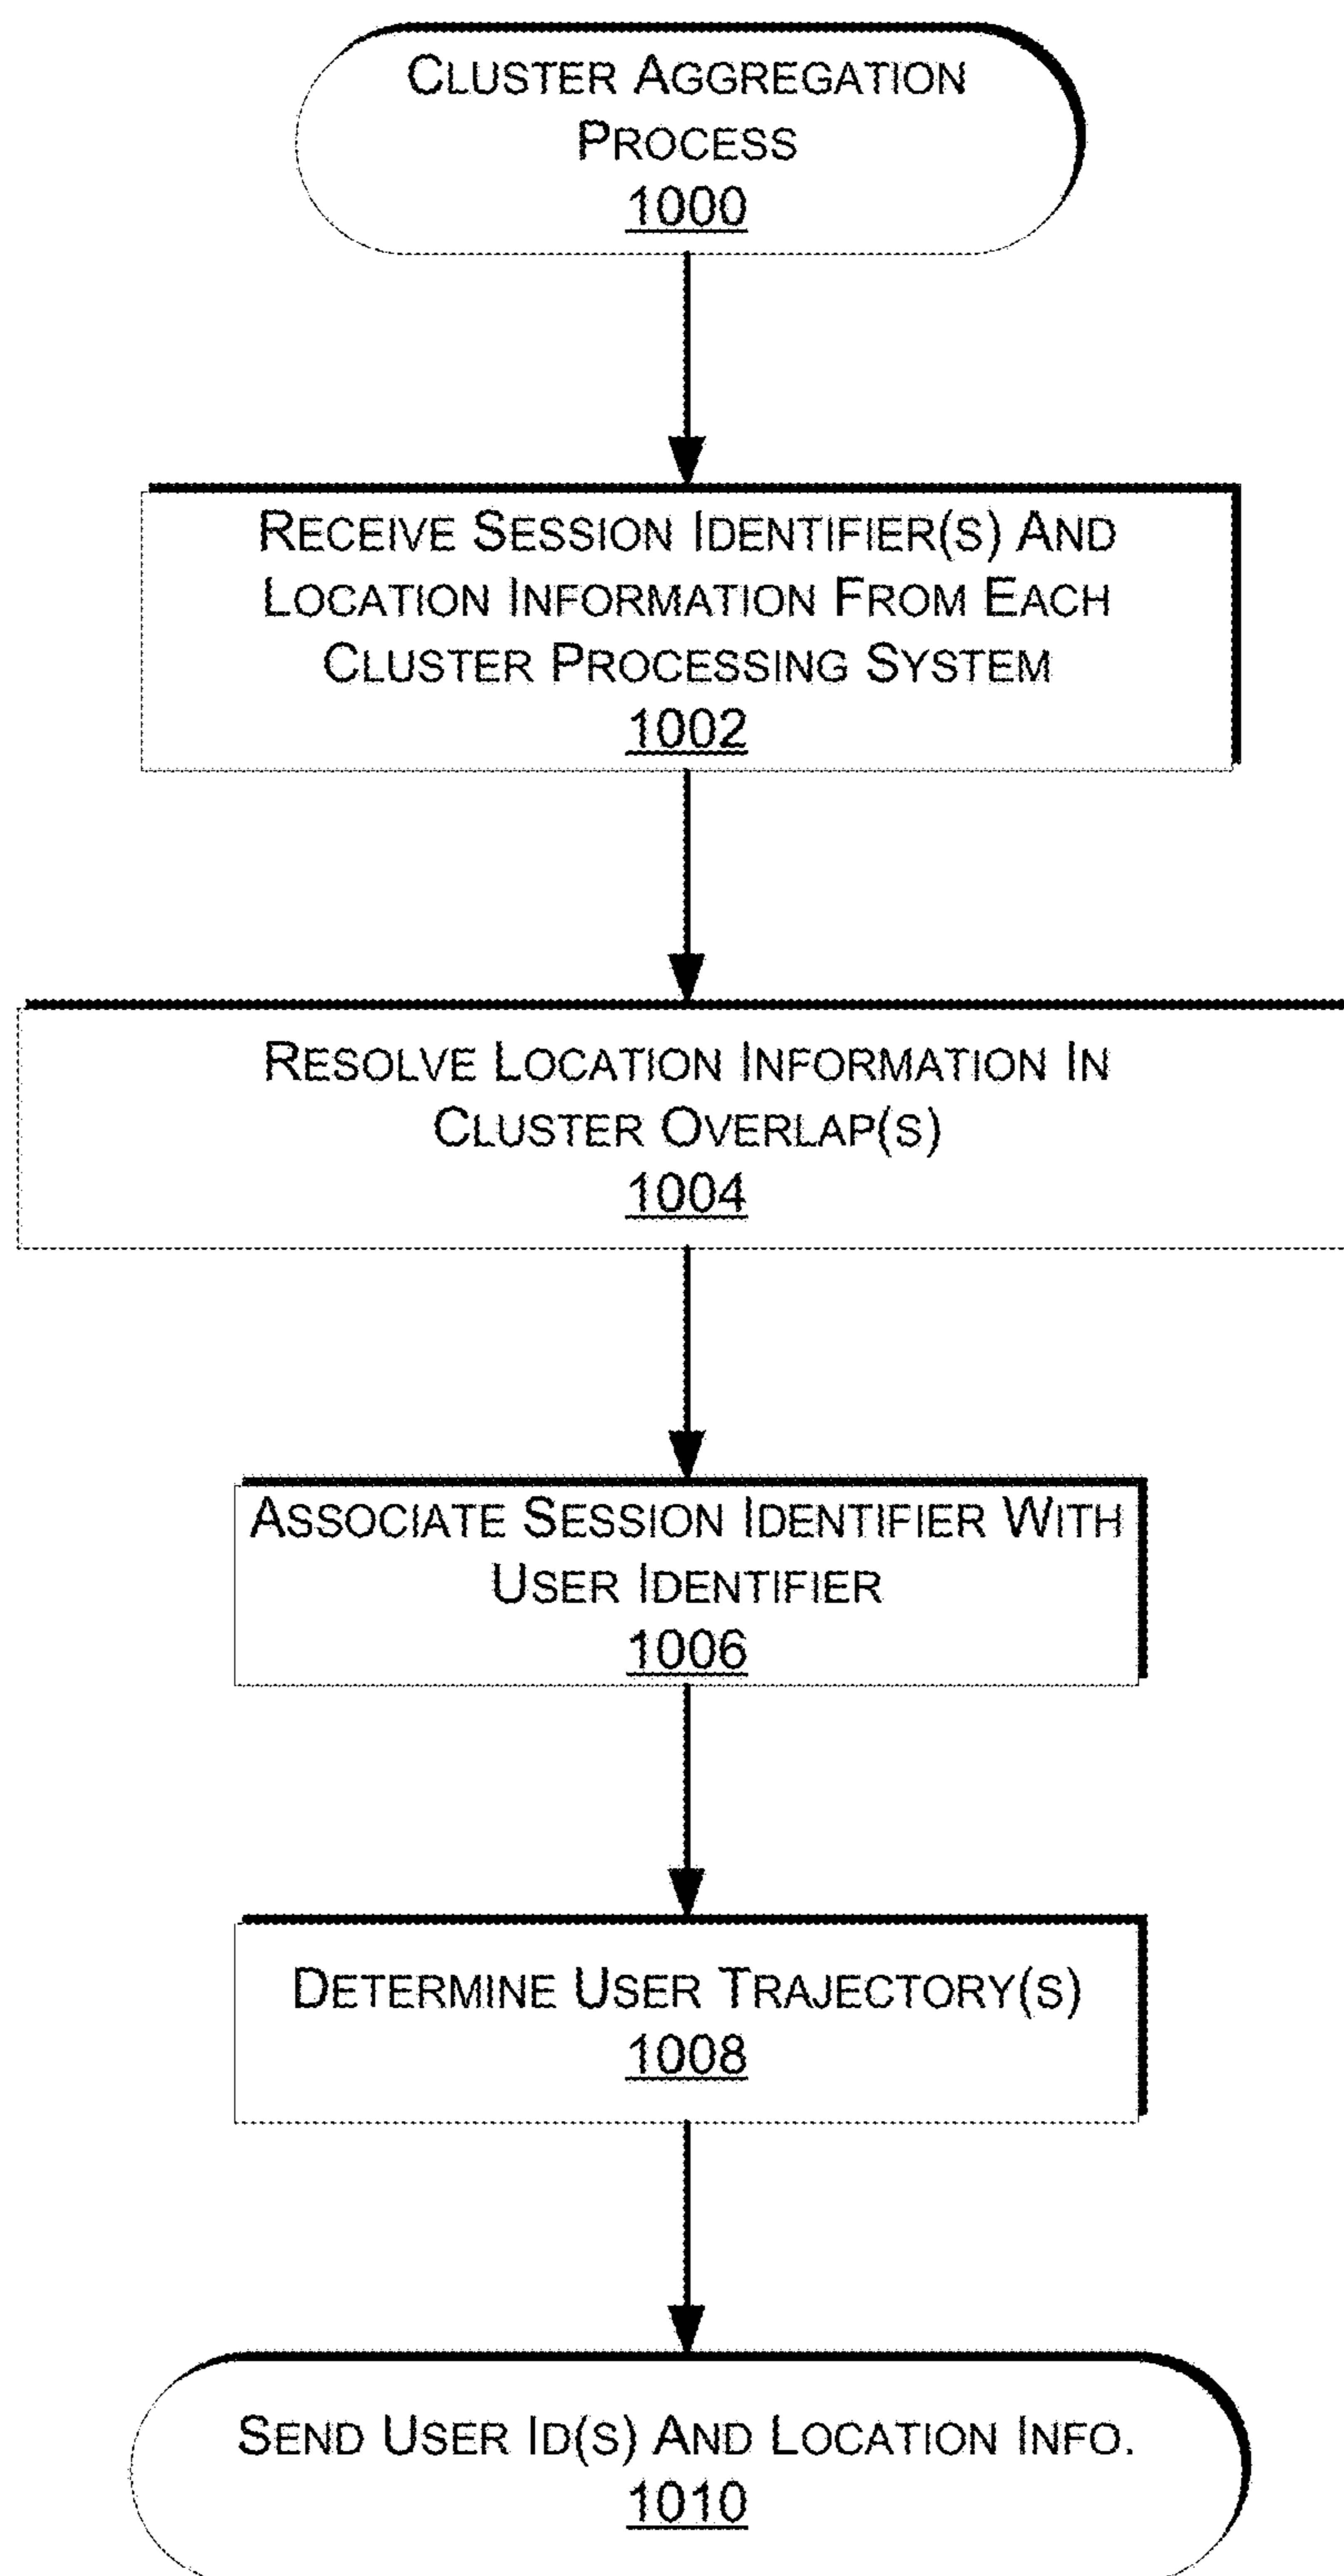 CLUSTER AGGREGATION
PROCESS
1000
RECEIVE SESSION IDENTIFIER(S) AND
LOCATION INFORMATION FROM EACH
CLUSTER PROCESSING SYSTEM
1002
RESOLVE LOCATION INFORMATION IN
CLUSTER OVERLAP(S)
1004
ASSOCIATE SESSION IDENTIFIER WITH
USER IDENTIFIER
1006
DETERMINE USER TRAJECTORY(S)
1008
SEND USER ID(S) AND LOCATION INFO.
1010